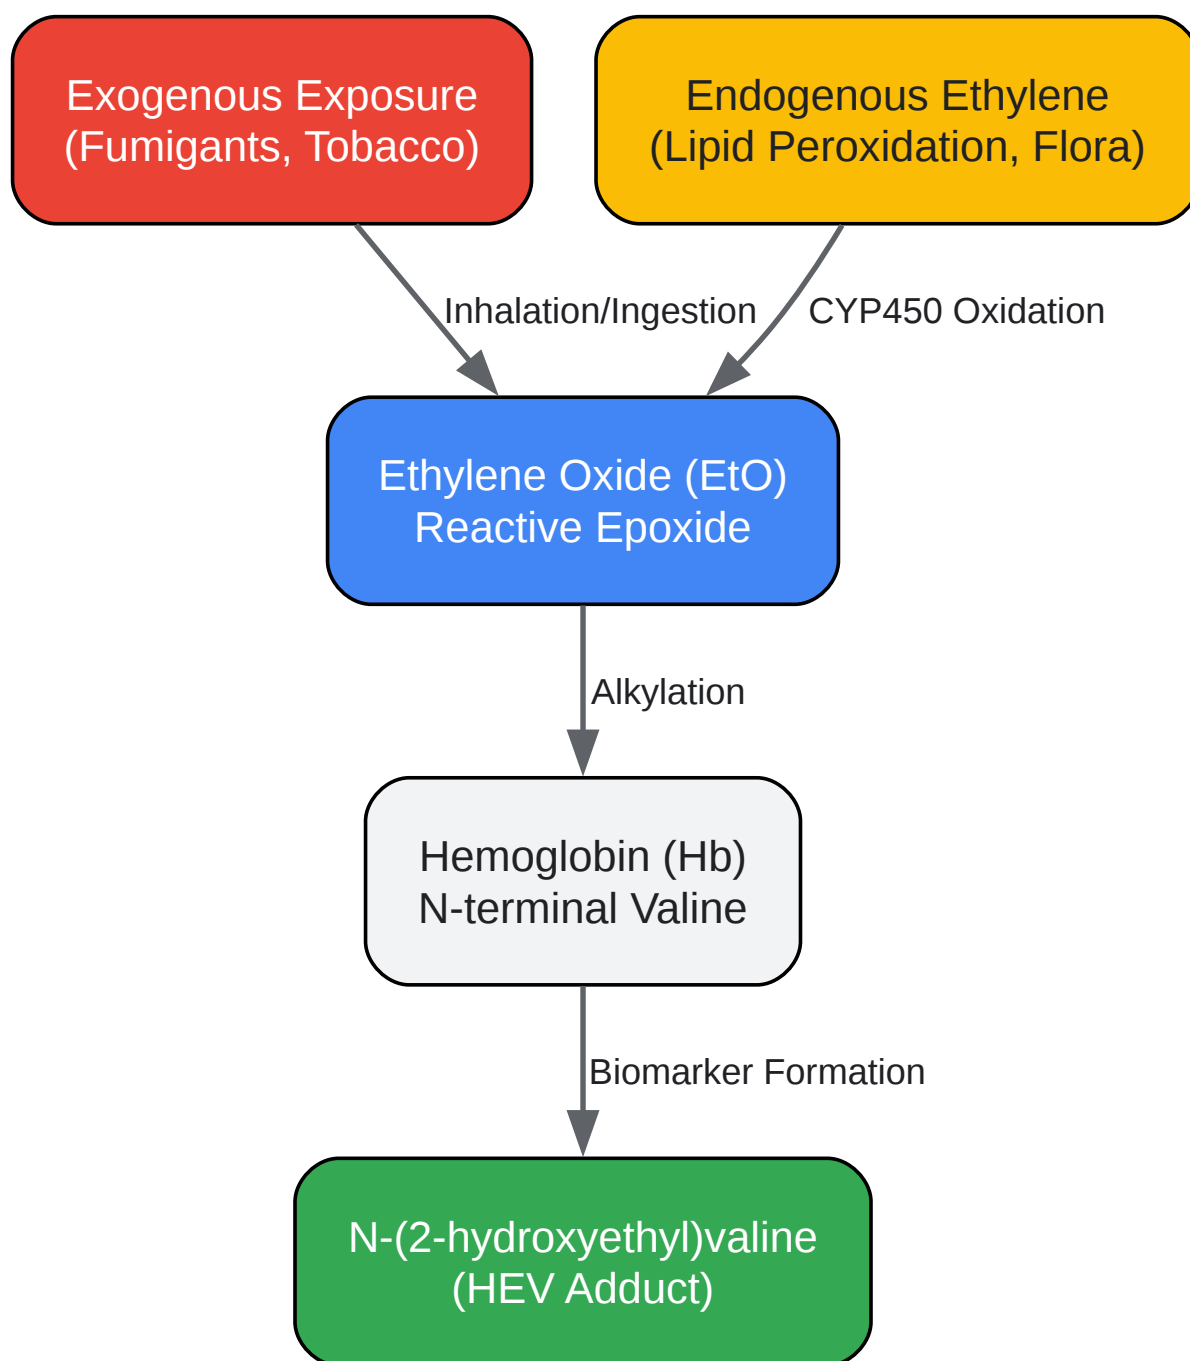 Exogenous Exposure
(Fumigants, Tobacco)
Endogenous Ethylene
(Lipid Peroxidation, Flora)
Inhalation/Ingestion
CYP450 Oxidation
Ethylene Oxide (EtO)
Reactive Epoxide
Alkylation
Hemoglobin (Hb)
N-terminal Valine
Biomarker Formation
N-(2-hydroxyethyl)valine
(HEV Adduct)